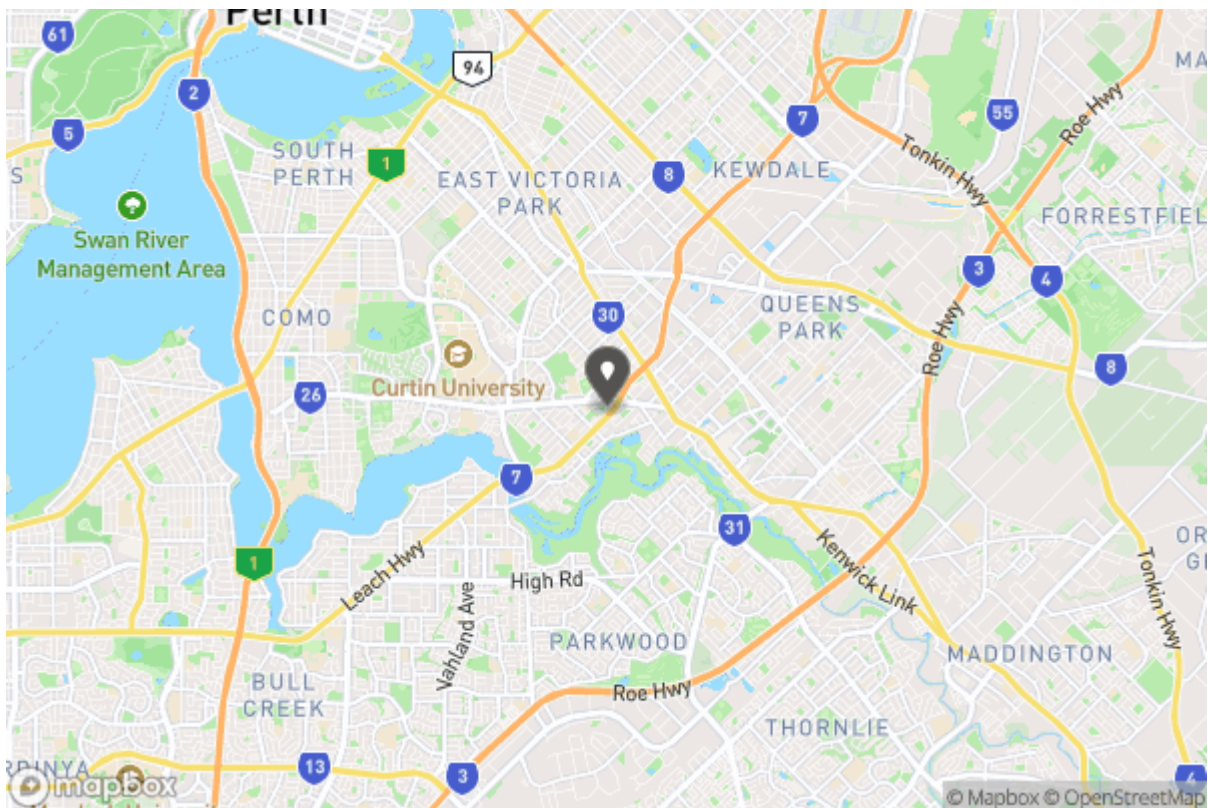 Perth
61
94
2
MA
5
7
55
Roe Hwy
SOUTH
PERTH
1
EAST VICTORIA
PARK
8
KEWDALE
Tonkin Hwy
S
Swan River
Management Area
FORRESTFIEL
3
4
COMO
30
QUEENS
PARK
Roe Hwy
Curtin University
26
8
7
31
Kenwick Link
OR
G
1
Leach Hwy
High Rd
Vahland Ave
Tonkin Hwy
PARKWOOD
MADDINGTON
BULL
CREEK
Roe Hwy
THORNLIE
13
3
4
RDINYA
mapbox
© Mapbox © OpenStreetMap